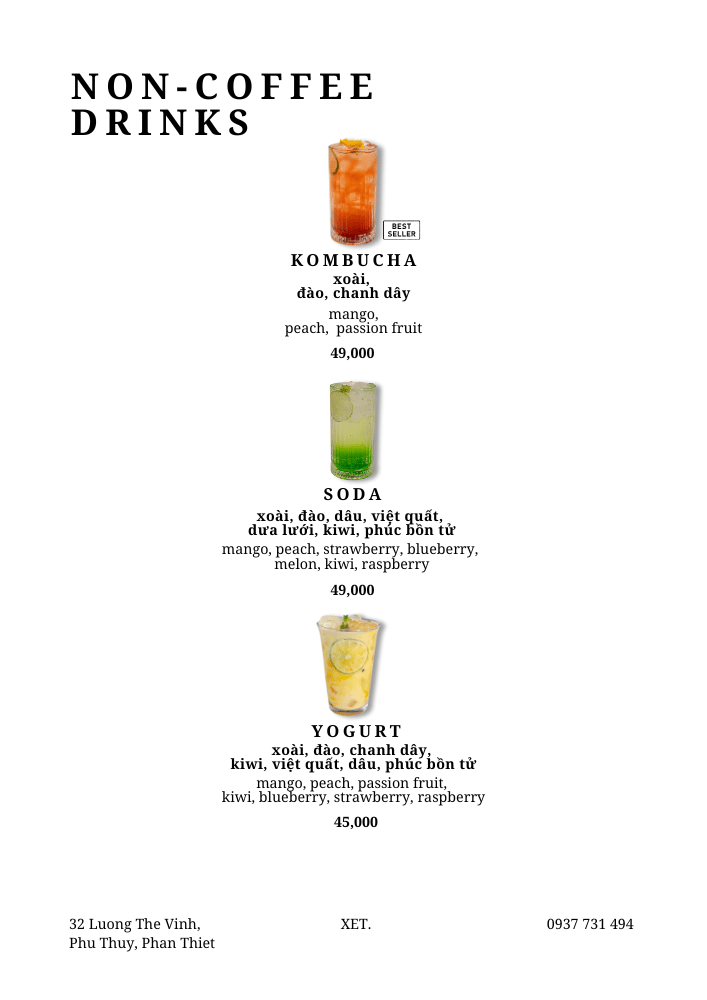 NON-COFFEE
DRINKS
BEST
SELLER
KOMBUCHA
xoài,
đào, chanh dây
mango,
peach, passion fruit
49,000
SODA
xoài, đào, dâu, việt quất,
dưa lưới, kiwi, phúc bồn tử
mango, peach, strawberry, blueberry,
melon, kiwi, raspberry
49,000
YOGURT
xoài, đào, chanh dây,
kiwi, việt quất, dâu, phúc bồn tử
mango, peach, passion fruit,
kiwi, blueberry, strawberry, raspberry
45,000
32 Luong The Vinh,
Phu Thuy, Phan Thiet
XET.
0937 731 494